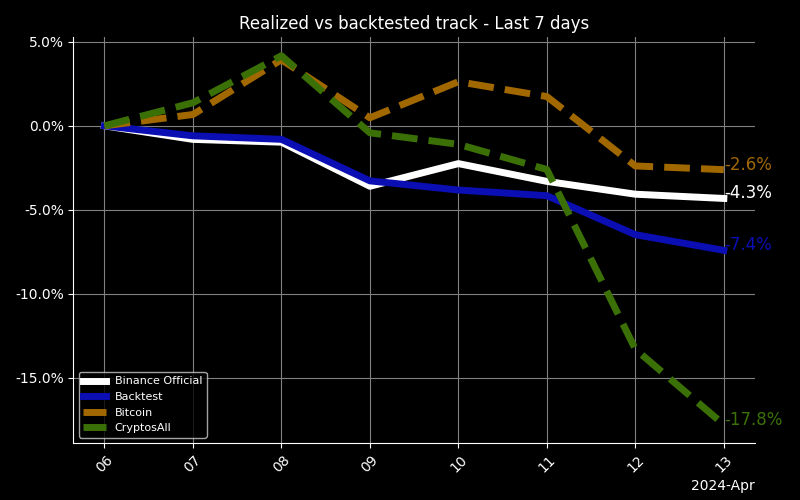 Realized vs backtested track - Last 7 days
5.0%
0.0%
-5.0%
-10.0%
-15.0%
-2.6%
-4.3%
-7.4%
-17.8%
Binance Official
Backtest
Bitcoin
CryptosAll
06 07 08 09 10 11 12 13
2024-Apr